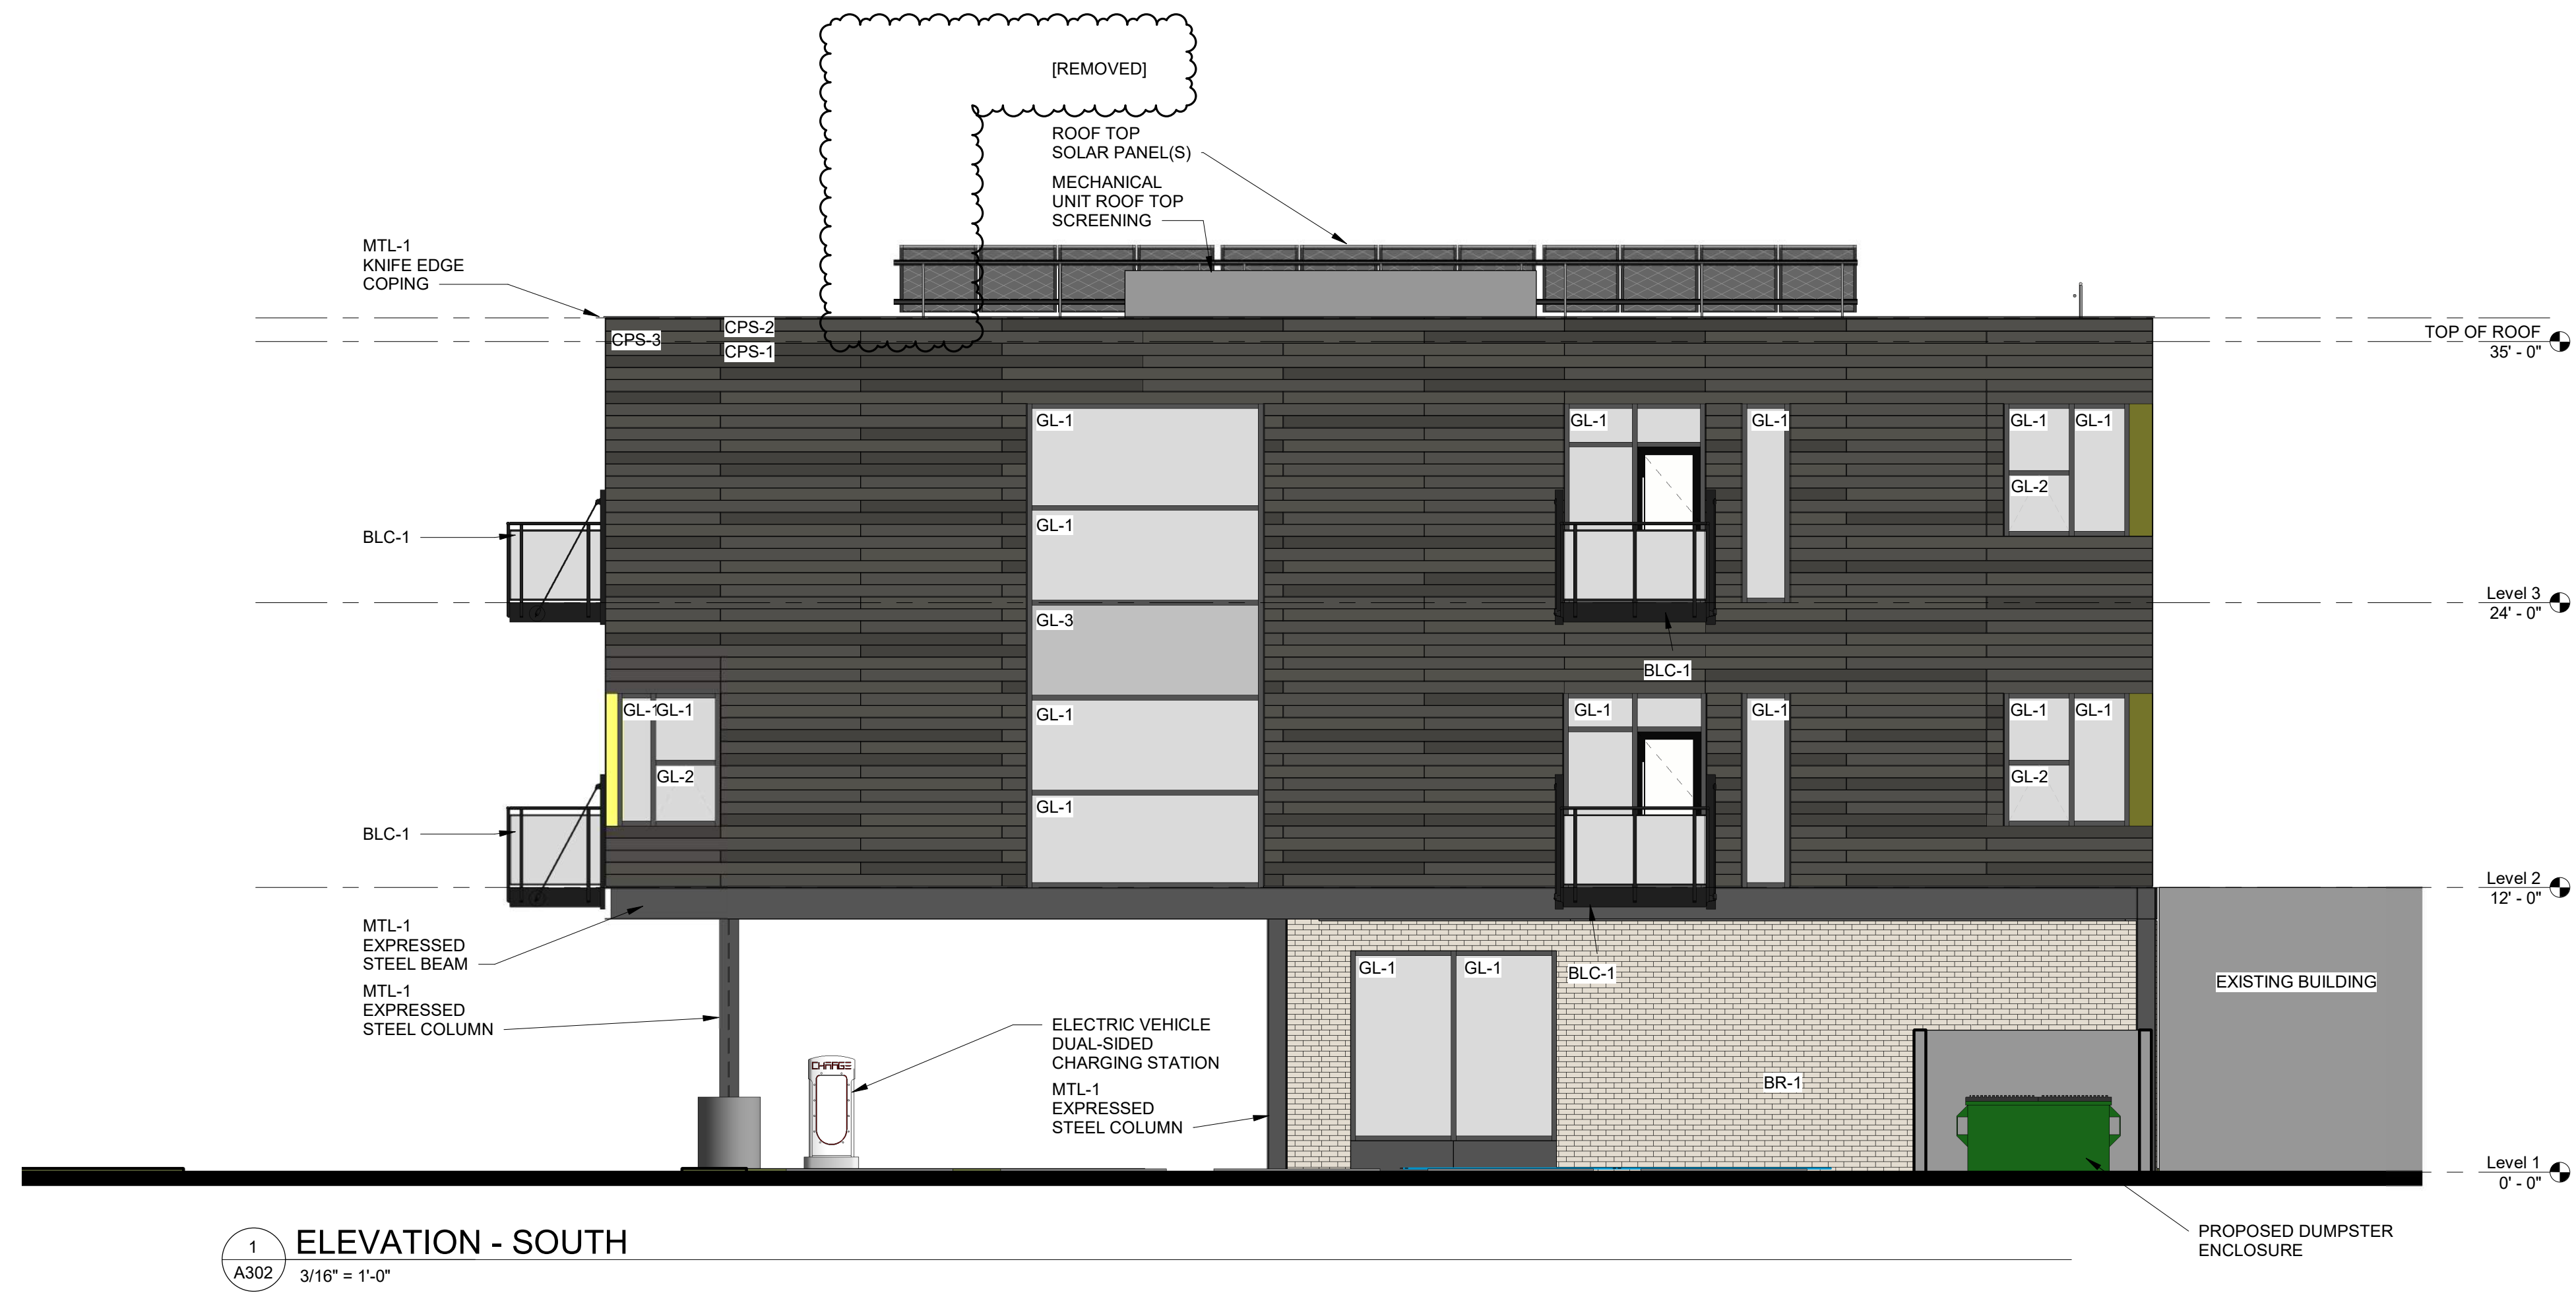 [REMOVED]
ROOF TOP
SOLAR PANEL(S)
MECHANICAL
UNIT ROOF TOP
SCREENING
MTL-1
KNIFE EDGE
COPING
CPS-2
CPS-3
CPS-1
TOP OF ROOF
35' - 0"
GL-1
GL-1
GL-1
GL-1
GL-1
GL-2
GL-1
BLC-1
Level 3
24' - 0"
GL-3
BLC-1
GL-1
GL-1
GL-1
GL-1
GL-1
GL-1
GL-1
GL-2
GL-2
GL-1
BLC-1
Level 2
12' - 0"
MTL-1
EXPRESSED
STEEL BEAM
GL-1
GL-1
BLC-1
EXISTING BUILDING
MTL-1
EXPRESSED
STEEL COLUMN
ELECTRIC VEHICLE
DUAL-SIDED
CHARGING STATION
CHARGE
MTL-1
EXPRESSED
STEEL COLUMN
BR-1
Level 1
0' - 0"
PROPOSED DUMPSTER
ENCLOSURE
1
A302
ELEVATION - SOUTH
3/16" = 1'-0"